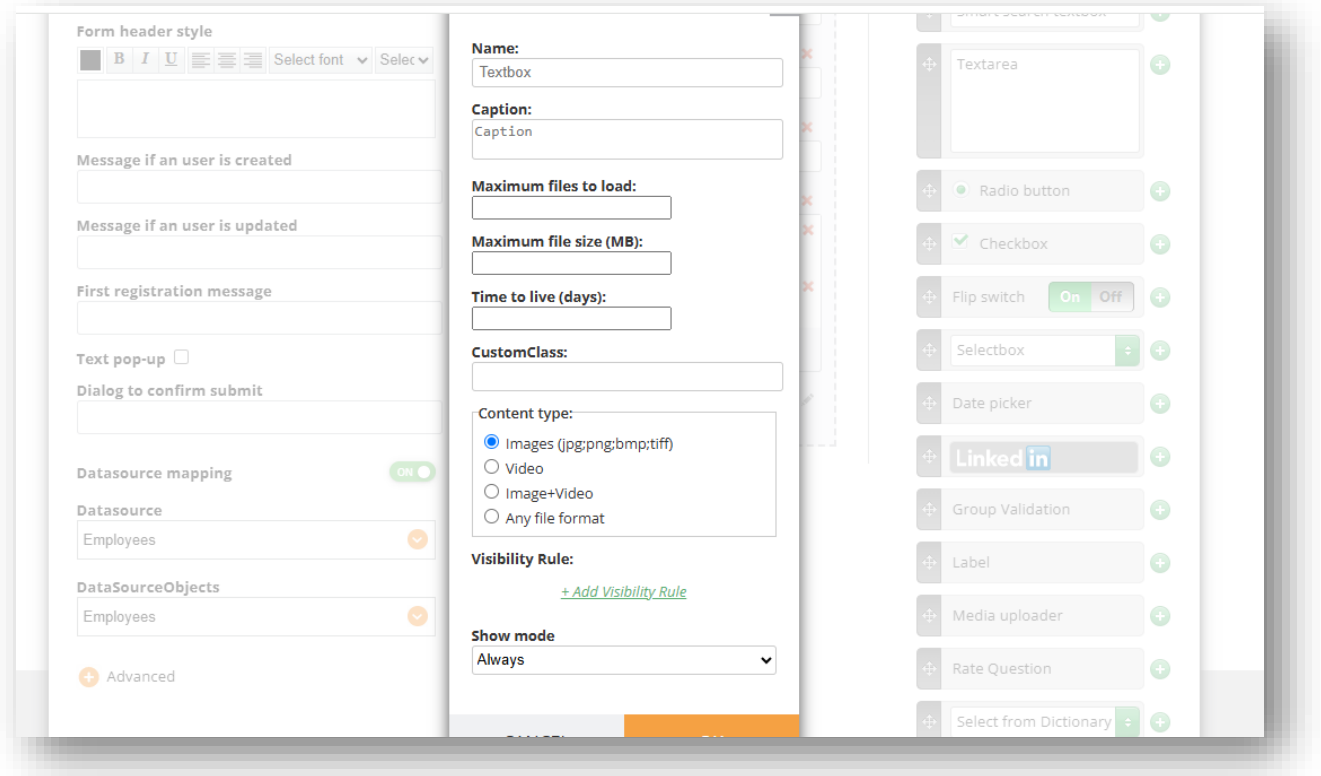 Form header style
B I U Select font Selec
Message if an user is created
Message if an user is updated
First registration message
Text pop-up
Dialog to confirm submit
Datasource mapping
ON
Datasource
Employees
DataSourceObjects
Employees
Advanced
Name:
Textbox
Caption:
Caption
Maximum files to load:
Maximum file size (MB):
Time to live (days):
CustomClass:
Content type:
Images (jpg;png;bmp;tiff)
Video
Image+Video
Any file format
Visibility Rule:
+ Add Visibility Rule
Show mode
Always
Smart search textbox
Textarea
Radio button
Checkbox
Flip switch On Off
Selectbox
Date picker
Linked in
Group Validation
Label
Media uploader
Rate Question
Select from Dictionary